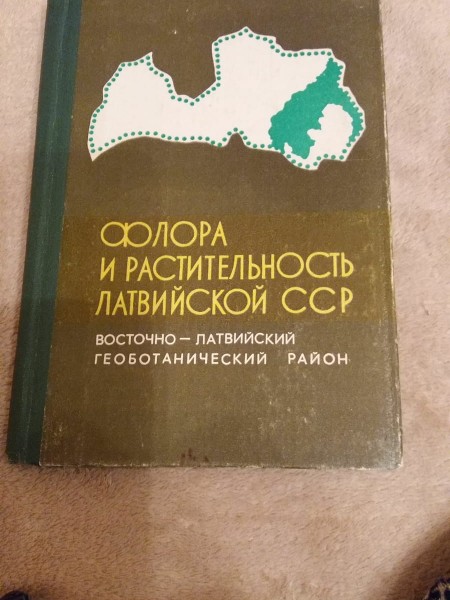 ФЛОРА
И РАСТИТЕЛЬНОСТЬ
ЛАТВИЙСКОЙ ССР
ВОСТОЧНО — ЛАТВИЙСКИЙ
ГЕОБОТАНИЧЕСКИЙ РАЙОН